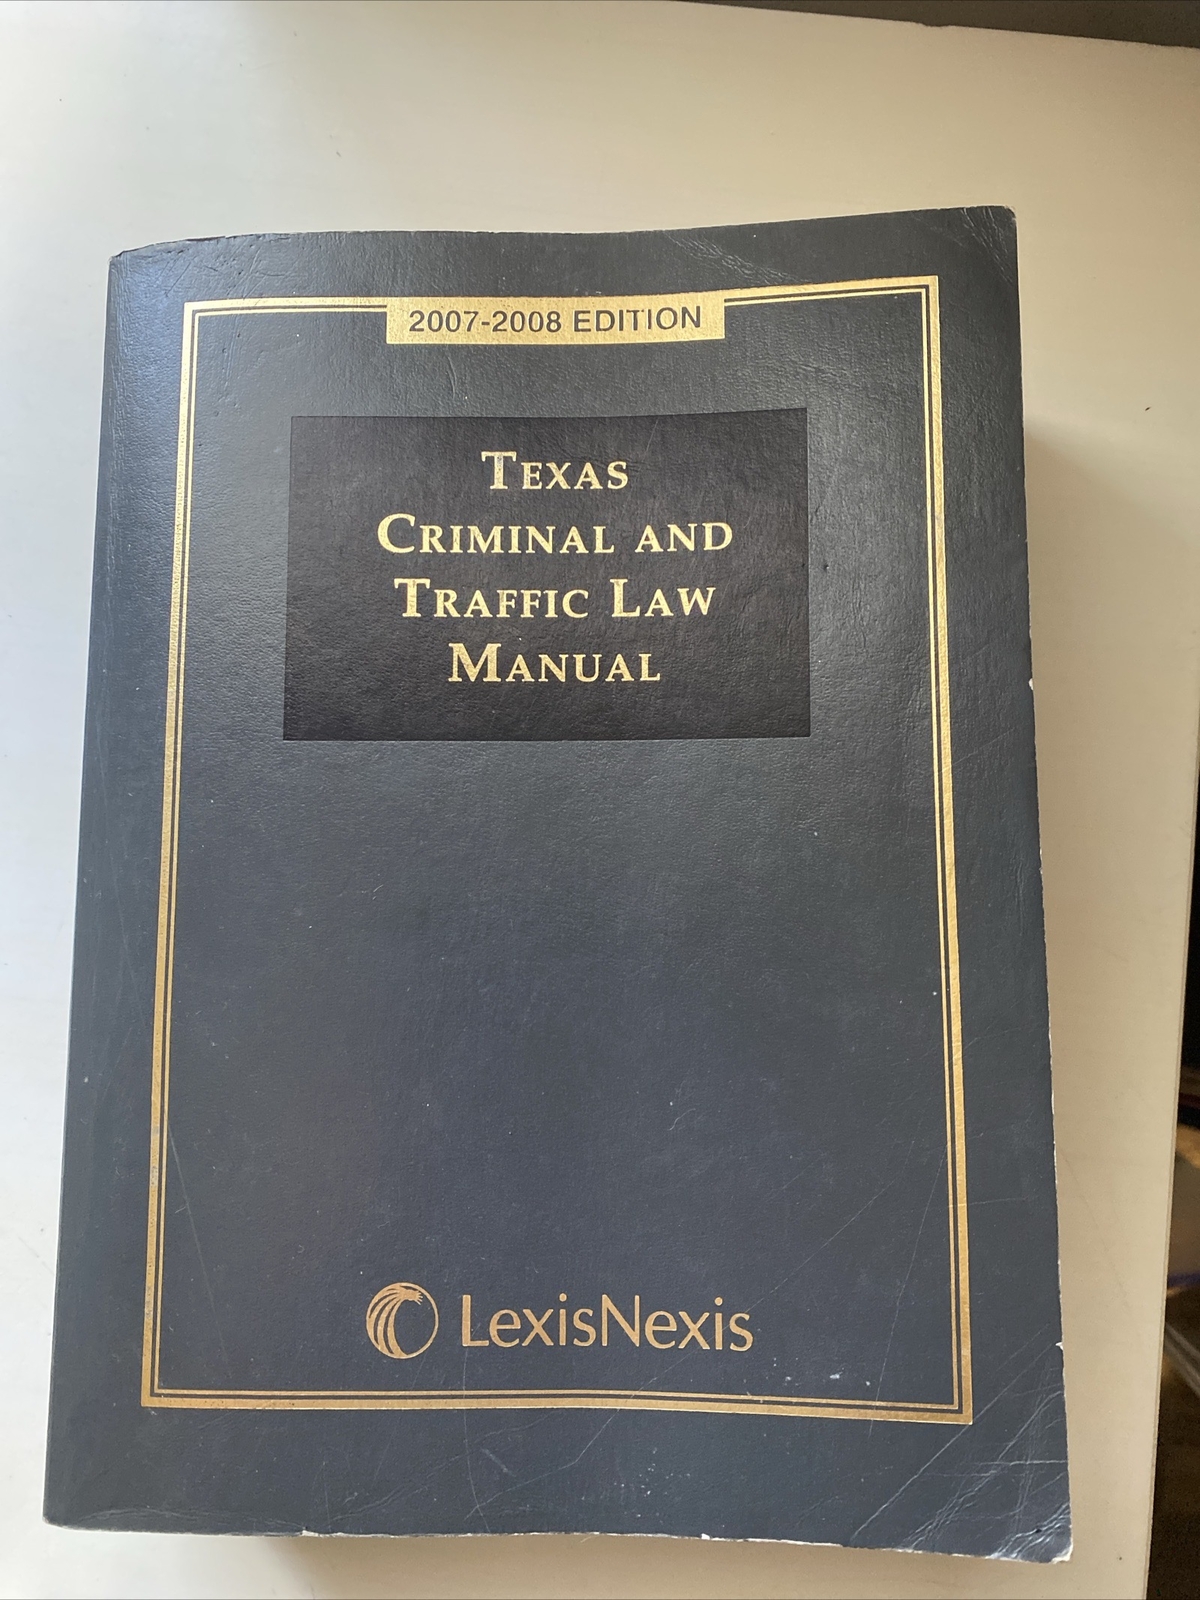 2007-2008 EDITION
TEXAS
CRIMINAL AND
TRAFFIC LAW
MANUAL
LexisNexis